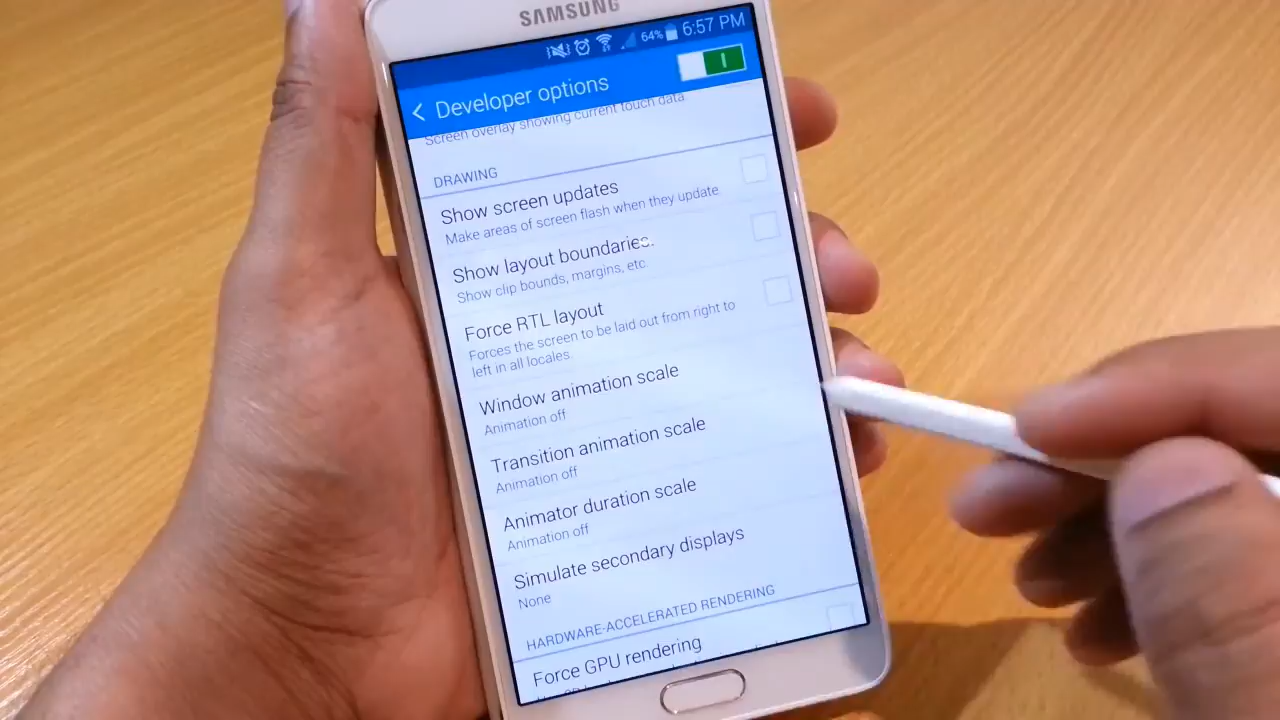 SAMSUNG
64% 6:57 PM
Developer options
Screen overlay showing current touch data
DRAWING
Show screen updates
Make areas of screen flash when they update
Show layout boundaries
Show clip bounds, margins, etc.
Force RTL layout
Forces the screen to be laid out from right to
left in all locales.
Window animation scale
Animation off
Transition animation scale
Animation off
Animator duration scale
Animation off
Simulate secondary displays
None
HARDWARE-ACCELERATED RENDERING
Force GPU rendering